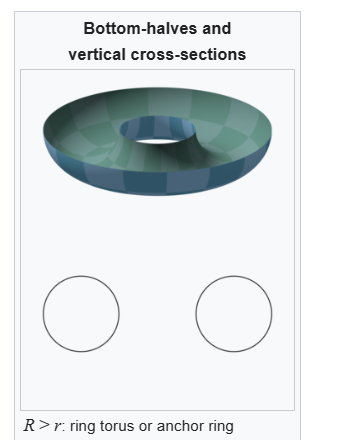 Bottom-halves and
vertical cross-sections
R > r: ring torus or anchor ring